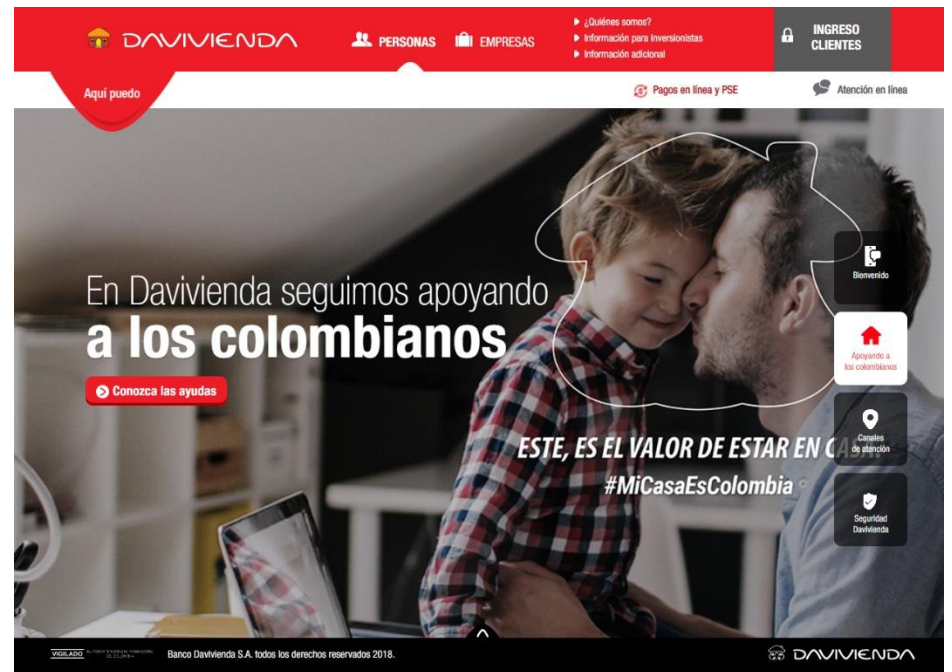 DAVIVIENDA
PERSONAS
EMPRESAS
¿Quiénes somos?
Información para Inversionistas
Información adicional
INGRESO
CLIENTES
Aquí puedo
Pagos en línea y PSE
Atención en línea
En Davivienda seguimos apoyando
a los colombianos
Conozca las ayudas
ESTE, ES EL VALOR DE ESTAR EN CASA.
#MiCasaEsColombia
Bienvenido
Apoyando a
los colombianos
Canales
de atención
Seguridad
Davivienda
VIGILADO
Banco Davivienda S.A. todos los derechos reservados 2018.
DAVIVIENDA